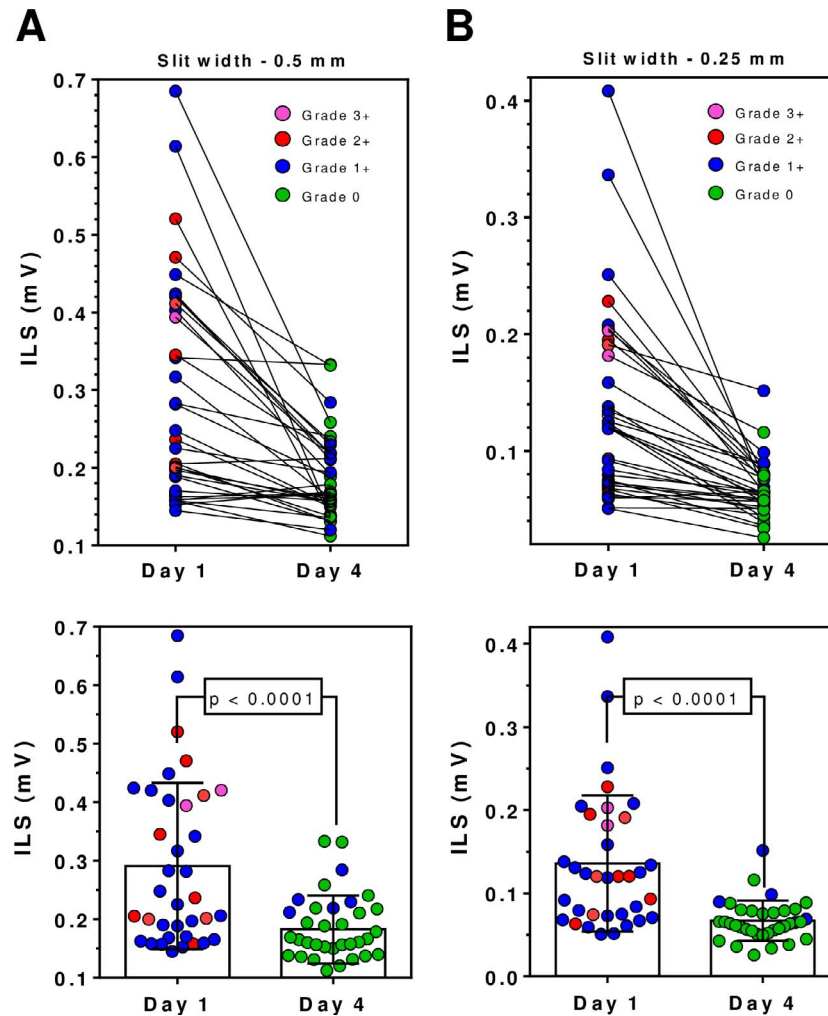 A
Slit width - 0.5 mm
0.7
0.6
0.5
0.4
0.3
0.2
0.1
ILS (mV)
Grade 3+
Grade 2+
Grade 1+
Grade 0
Day 1 Day 4
B
Slit width - 0.25 mm
0.4
0.3
0.2
0.1
ILS (mV)
Grade 3+
Grade 2+
Grade 1+
Grade 0
Day 1 Day 4
0.7
0.6
0.5
0.4
0.3
0.2
0.1
ILS (mV)
p < 0.0001
Day 1 Day 4
0.4
0.3
0.2
0.1
0.0
ILS (mV)
p < 0.0001
Day 1 Day 4